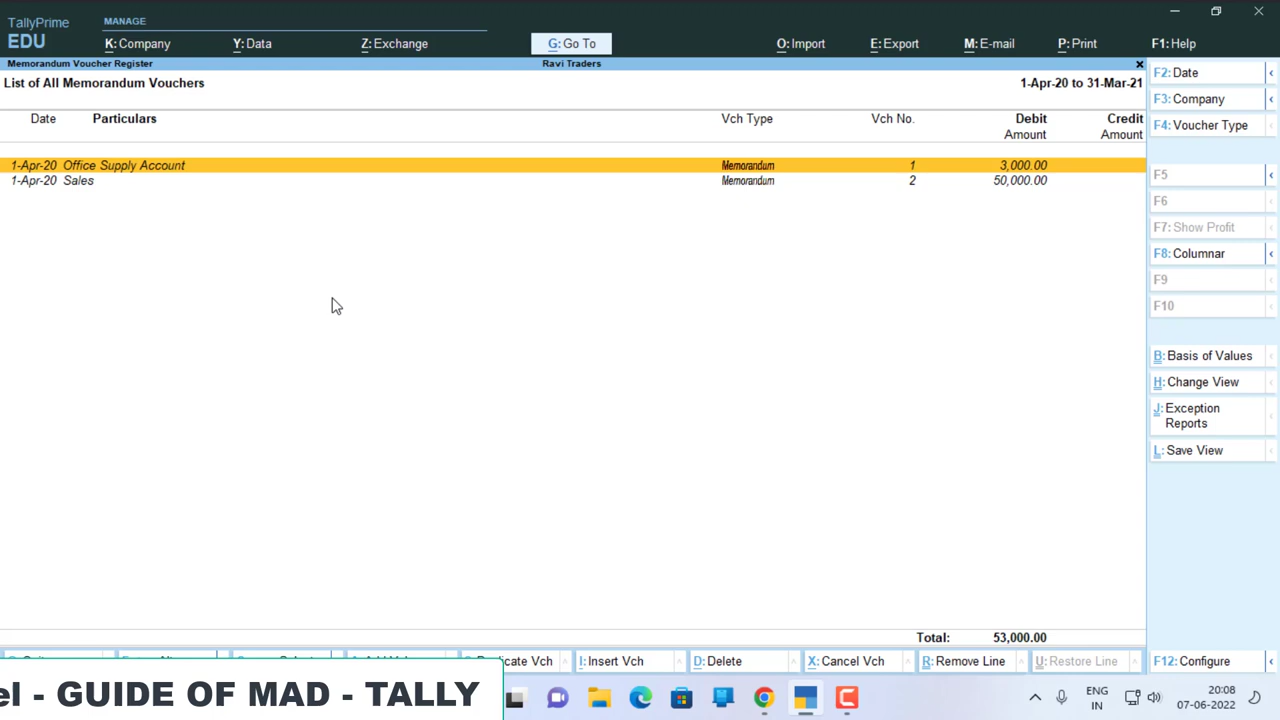 TallyPrime
EDU
MANAGE
K: Company
Y: Data
Z: Exchange
G: Go To
O: Import
E: Export
M: E-mail
P: Print
F1: Help
Memorandum Voucher Register
Ravi Traders
List of All Memorandum Vouchers
1-Apr-20 to 31-Mar-21
Date Particulars Vch Type Vch No. Debit Credit
Amount Amount
1-Apr-20 Office Supply Account Memorandum 1 3,000.00
1-Apr-20 Sales Memorandum 2 50,000.00
Total: 53,000.00
F2: Date
F3: Company
F4: Voucher Type
F5
F6
F7: Show Profit
F8: Columnar
F9
F10
B: Basis of Values
H: Change View
J: Exception
Reports
L: Save View
F12: Configure
plicate Vch
I: Insert Vch
D: Delete
X: Cancel Vch
R: Remove Line
U: Restore Line
el - GUIDE OF MAD - TALLY
ENG
IN
20:08
07-06-2022